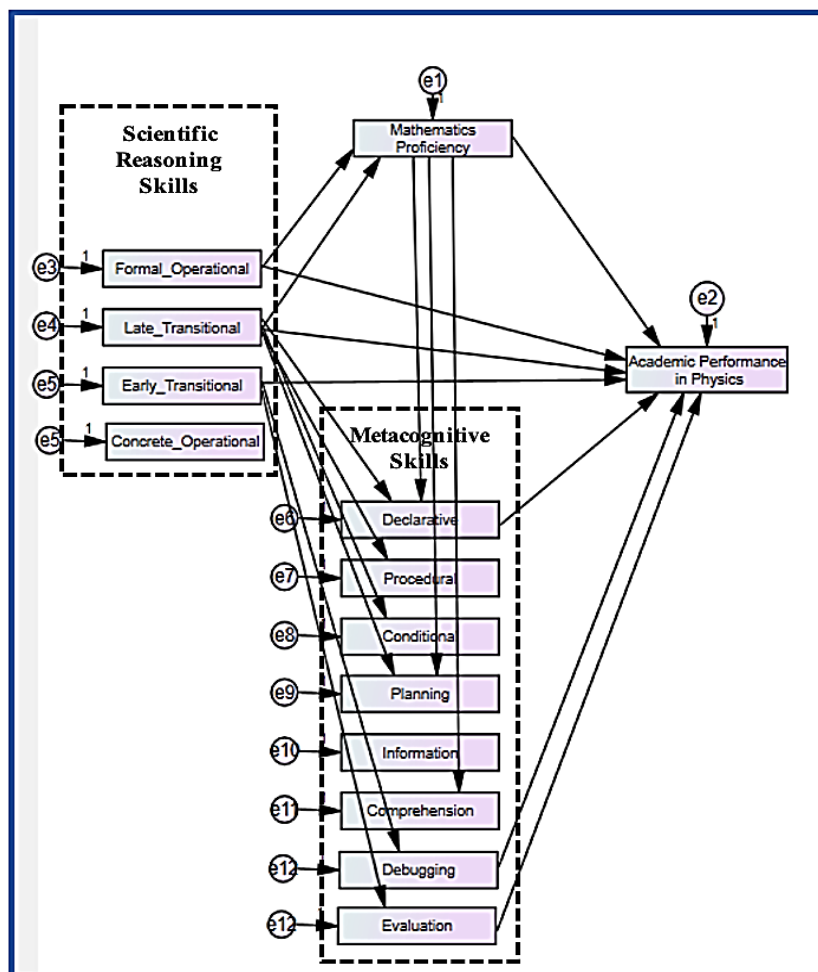 e1
1
Mathematics
Proficiency
Scientific
Reasoning
Skills
e3
1
Formal_Operational
e4
1
Late_Transitional
e5
1
Early_Transitional
e5
1
Concrete_Operational
e2
1
Academic Performance
in Physics
Metacognitive
Skills
e6
Declarative
e7
Procedural
e8
Conditional
e9
Planning
e10
Information
e11
Comprehension
e12
Debugging
e12
Evaluation